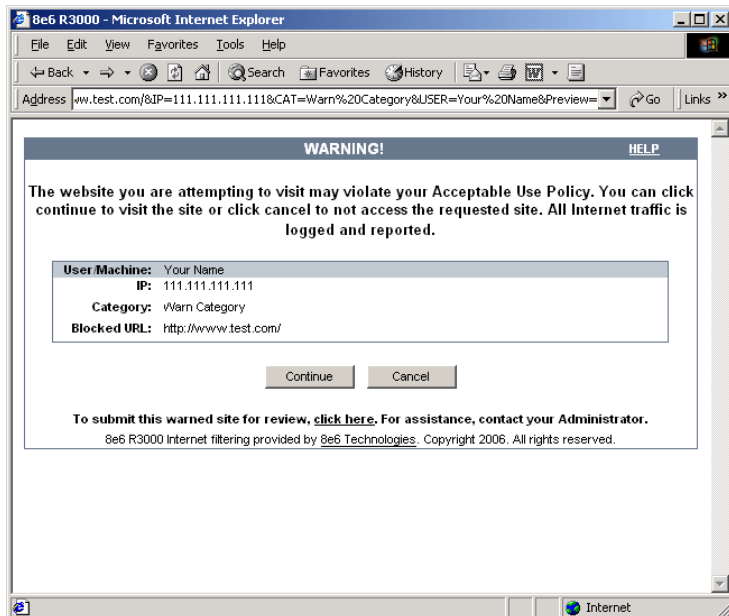 8e6 R3000 - Microsoft Internet Explorer
File Edit View Favorites Tools Help
Back Search Favorites History
Address ww.test.com/&IP=111.111.111.111&CAT=Warn%20Category&USER=Your%20Name&Preview= Go Links »
WARNING! HELP
The website you are attempting to visit may violate your Acceptable Use Policy. You can click
continue to visit the site or click cancel to not access the requested site. All Internet traffic is
logged and reported.
User/Machine: Your Name
IP: 111.111.111.111
Category: Warn Category
Blocked URL: http://www.test.com/
Continue Cancel
To submit this warned site for review, click here. For assistance, contact your Administrator.
8e6 R3000 Internet filtering provided by 8e6 Technologies. Copyright 2006. All rights reserved.
Internet